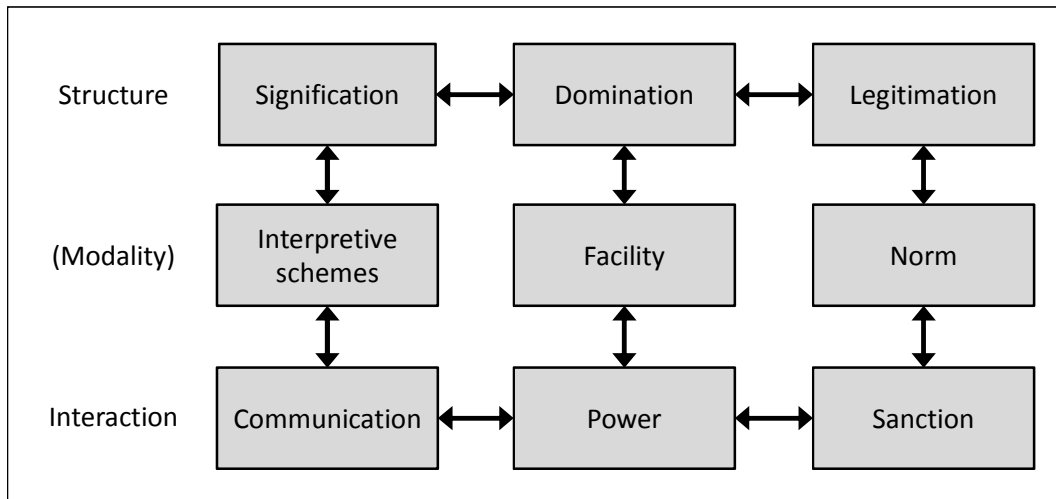 Structure
Signification
Domination
Legitimation
(Modality)
Interpretive
schemes
Facility
Norm
Interaction
Communication
Power
Sanction